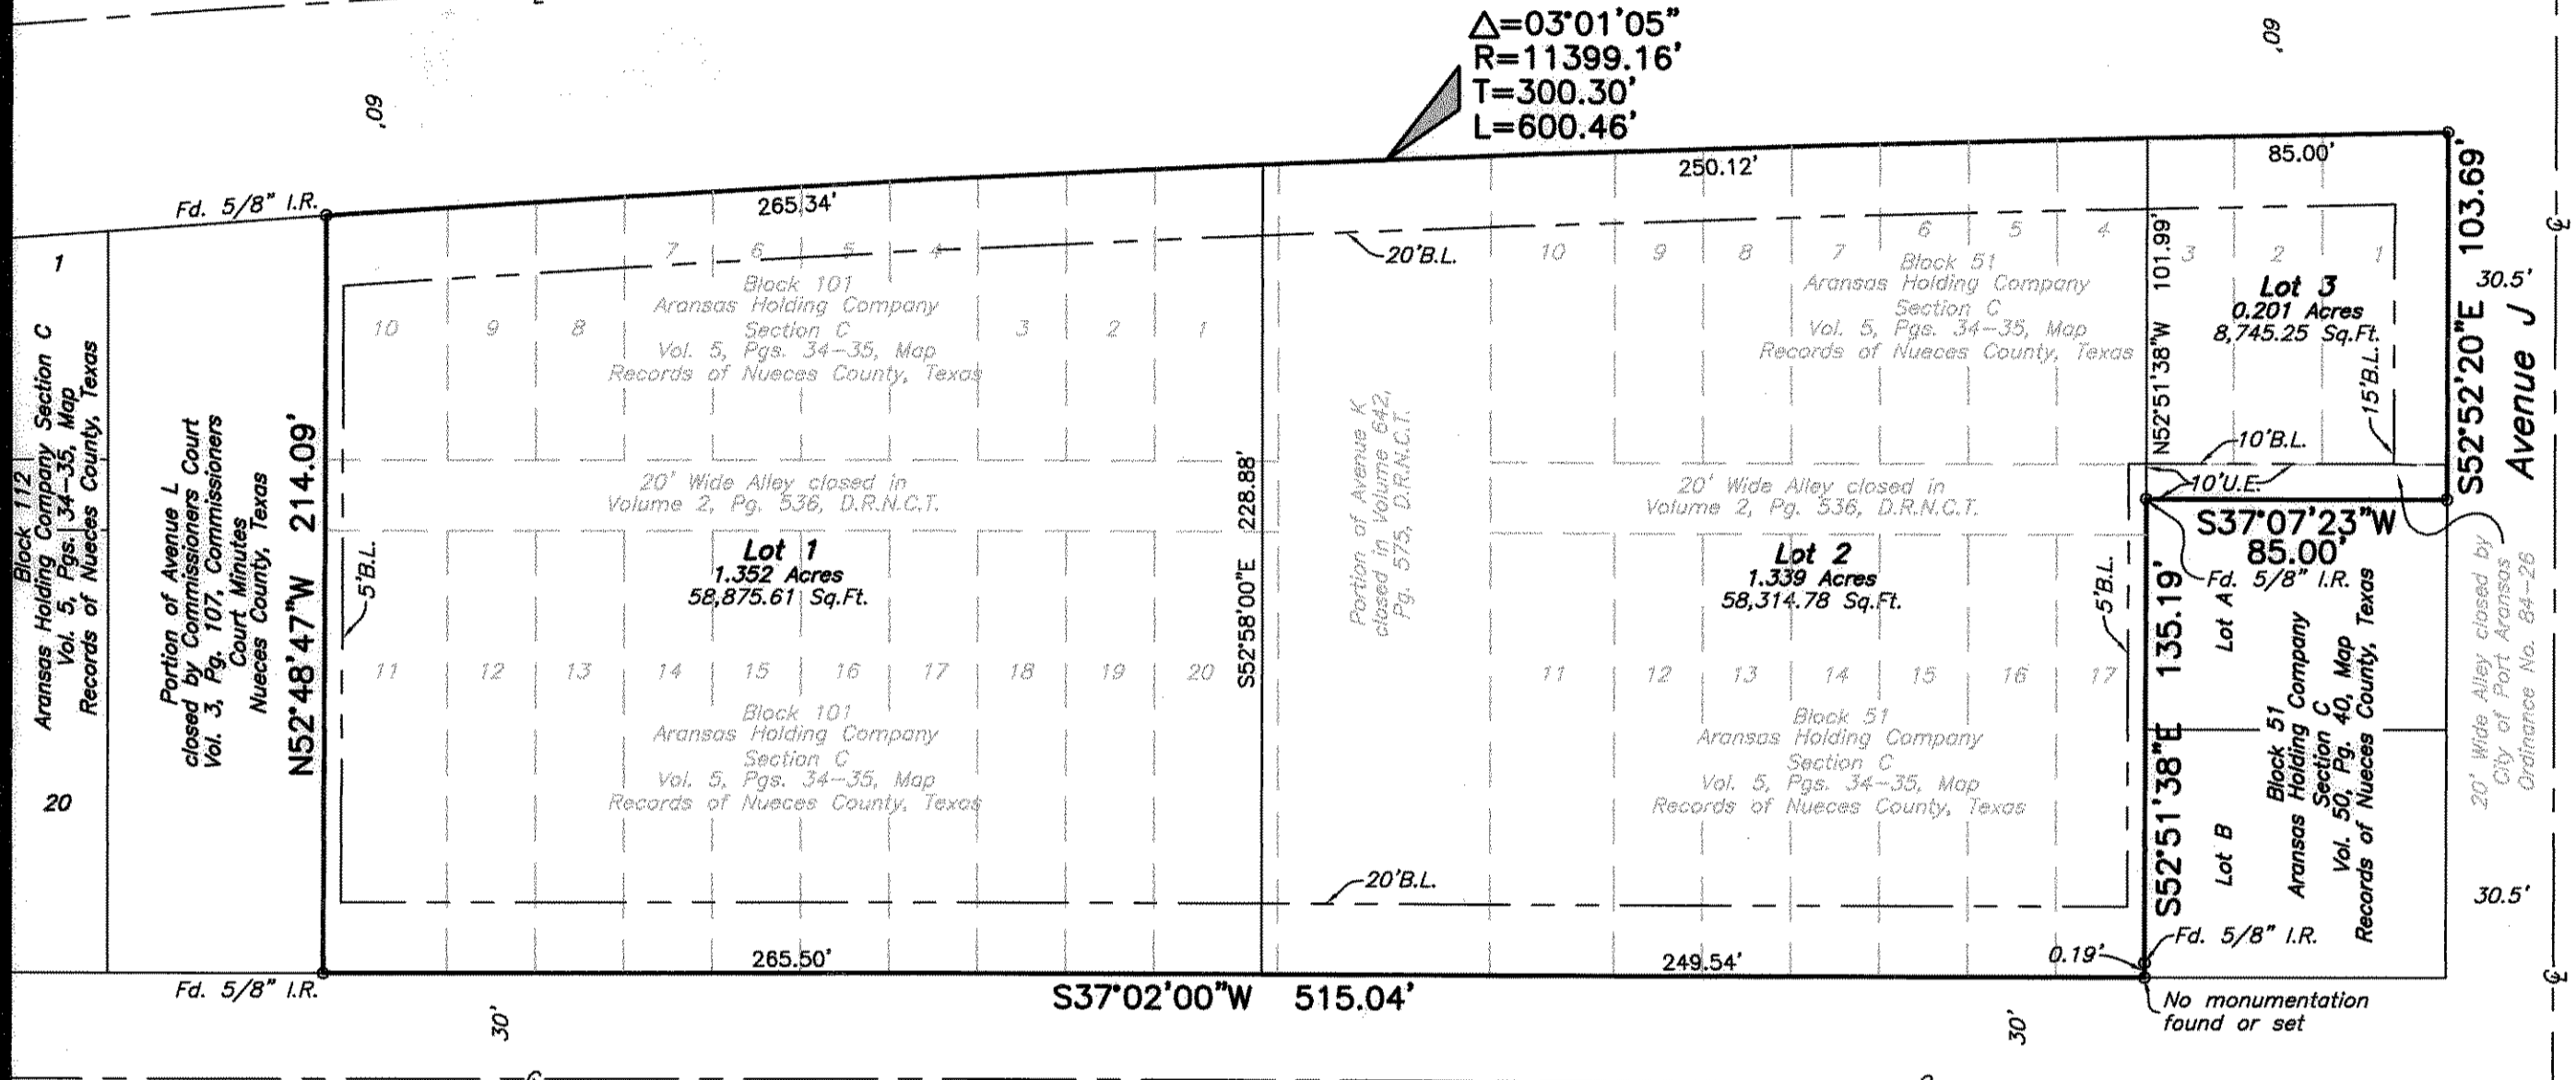 △=03°01'05"
R=11399.16'
T=300.30'
L=600.46'
60'
60'
Fd. 5/8" I.R.
265.34'
250.12'
85.00'
20'B.L.
1
20
Block 112
Aransas Holding Company Section C
Vol. 5, Pgs. 34-35, Map
Records of Nueces County, Texas
Portion of Avenue L
closed by Commissioners Court
Vol. 3, Pg. 107, Commissioners
Court Minutes
Nueces County, Texas
N52°48'47"W 214.09'
5'B.L.
7 6 5 4
Block 101
Aransas Holding Company
Section C
Vol. 5, Pgs. 34-35, Map
Records of Nueces County, Texas
10 9 8 3 2 1
20' Wide Alley closed in
Volume 2, Pg. 536, D.R.N.C.T.
Lot 1
1.352 Acres
58,875.61 Sq.Ft.
11 12 13 14 15 16 17 18 19 20
Block 101
Aransas Holding Company
Section C
Vol. 5, Pgs. 34-35, Map
Records of Nueces County, Texas
S52°58'00"E 228.88'
Portion of Avenue K
closed in Volume 642,
Pg. 575, D.R.N.C.T.
10 9 8 7 6 5 4 3 2 1
Block 51
Aransas Holding Company
Section C
Vol. 5, Pgs. 34-35, Map
Records of Nueces County, Texas
20' Wide Alley closed in
Volume 2, Pg. 536, D.R.N.C.T.
Lot 2
1.339 Acres
58,314.78 Sq.Ft.
11 12 13 14 15 16 17
Block 51
Aransas Holding Company
Section C
Vol. 5, Pgs. 34-35, Map
Records of Nueces County, Texas
5'B.L.
N52°51'38"W 101.99'
Lot 3
0.201 Acres
8,745.25 Sq.Ft.
15'B.L.
10'B.L.
10'U.E.
S52°52'20"E 103.69'
30.5'
Avenue J
S37°07'23"W
85.00'
Fd. 5/8" I.R.
S52°51'38"E 135.19'
Lot A
Lot B
Block 51
Aransas Holding Company
Section C
Vol. 50, Pg. 40, Map
Records of Nueces County, Texas
20' Wide Alley closed by
City of Port Aransas
Ordinance No. 84-26
30.5'
20'B.L.
Fd. 5/8" I.R.
0.19'
265.50'
249.54'
Fd. 5/8" I.R.
S37°02'00"W 515.04'
No monumentation
found or set
30'
30'